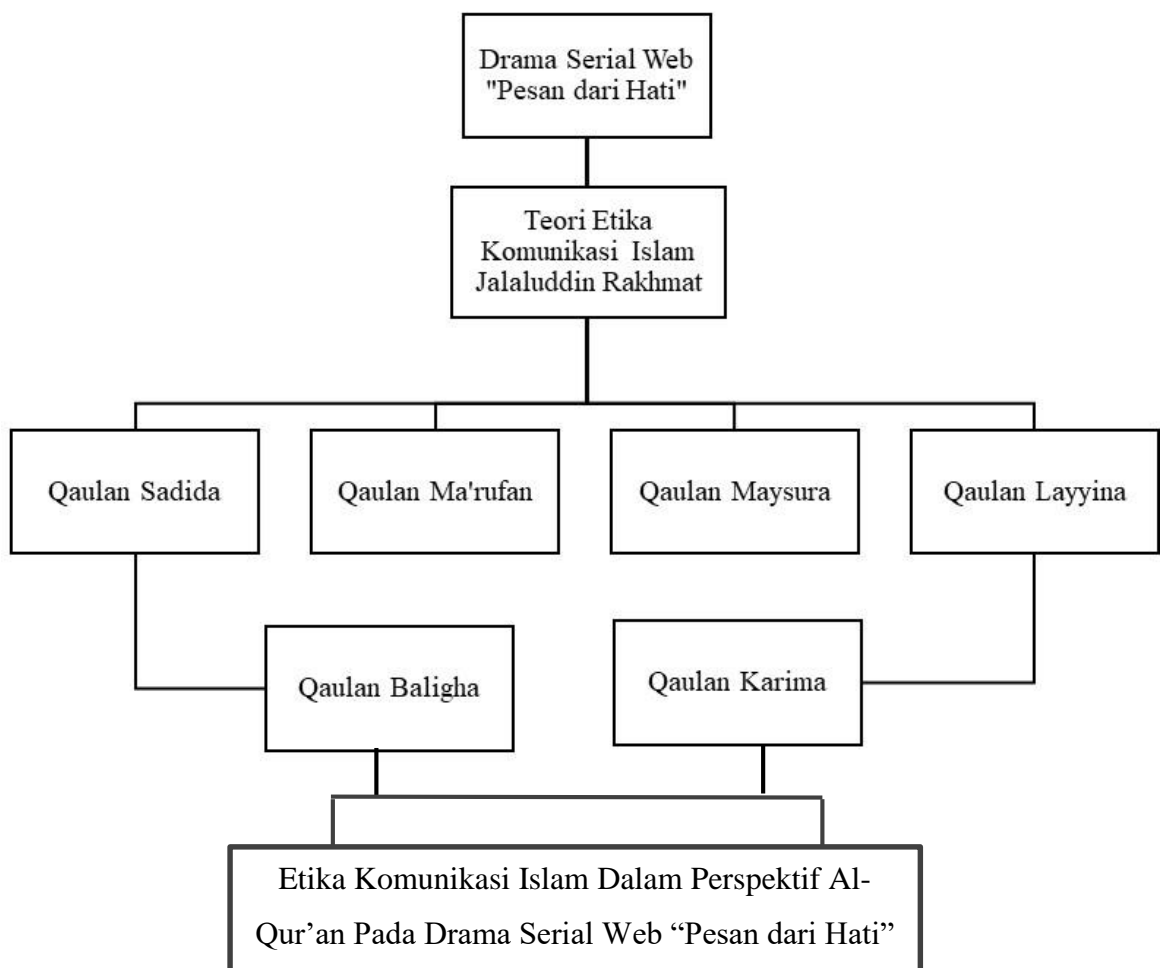 Drama Serial Web
"Pesan dari Hati"
Teori Etika
Komunikasi Islam
Jalaluddin Rakhmat
Qaulan Sadida
Qaulan Ma'rufan
Qaulan Maysura
Qaulan Layyina
Qaulan Baligha
Qaulan Karima
Etika Komunikasi Islam Dalam Perspektif Al-
Qur’an Pada Drama Serial Web “Pesan dari Hati”